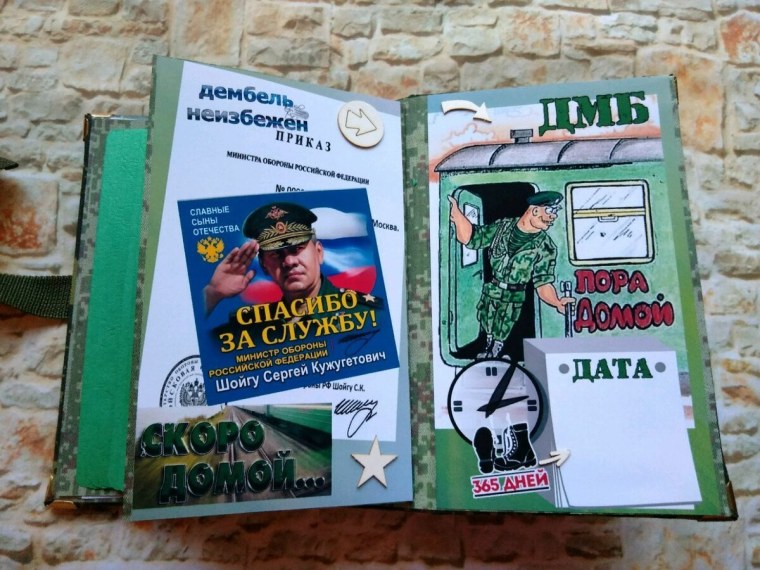 дембель
неизбежен
ПРИКАЗ
МИНИСТРА ОБОРОНЫ РОССИЙСКОЙ ФЕДЕРАЦИИ
Москва.
СЛАВНЫЕ
СЫНЫ
ОТЕЧЕСТВА
СПАСИБО
ЗА СЛУЖБУ!
МИНИСТР ОБОРОНЫ
РОССИЙСКОЙ ФЕДЕРАЦИИ
Шойгу Сергей Кужугетович
РФ Шойгу С.К.
СКОРО
ДОМОЙ...
ДМБ
ПОРА
ДОМОЙ
ДАТА
365 ДНЕЙ